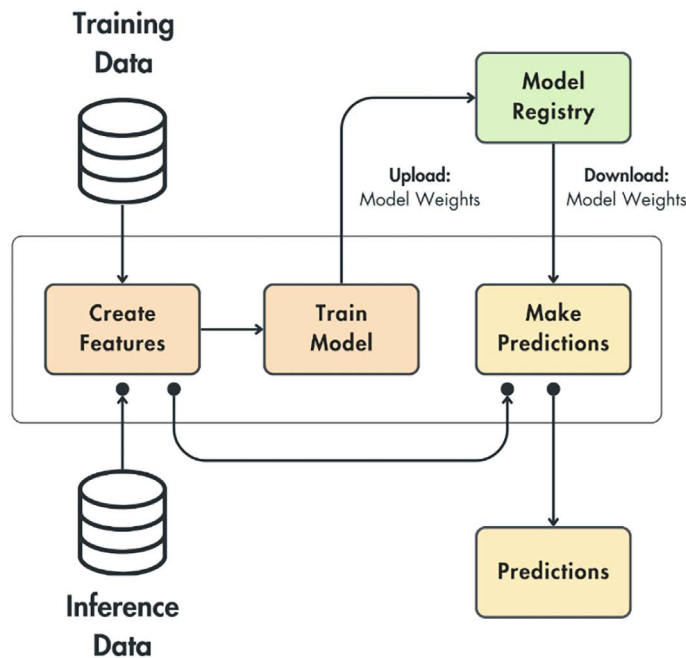 Training
Data
Model
Registry
Upload:
Model Weights
Download:
Model Weights
Create
Features
Train
Model
Make
Predictions
Predictions
Inference
Data